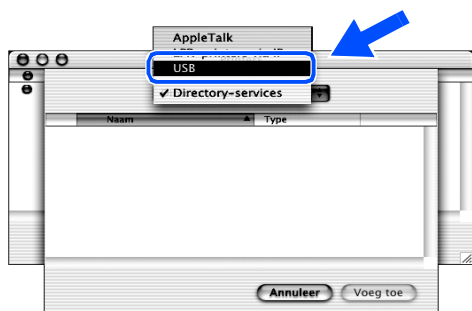 AppleTalk
USB
✓ Directory-services
Naam Type
Annuleer Voeg toe